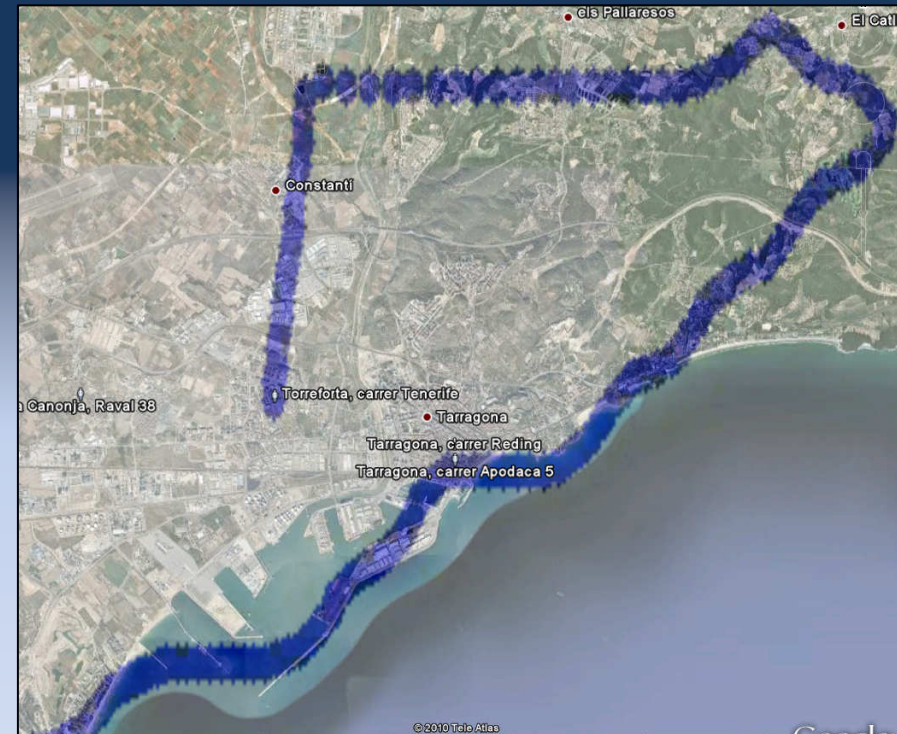 els Pallaresos
El Catl
Constantí
Torreforta, carrer Tenerife
a Canonja, Raval 38
Tarragona
Tarragona, carrer Reding
Tarragona, carrer Apodaca 5
© 2010 Tele Atlas